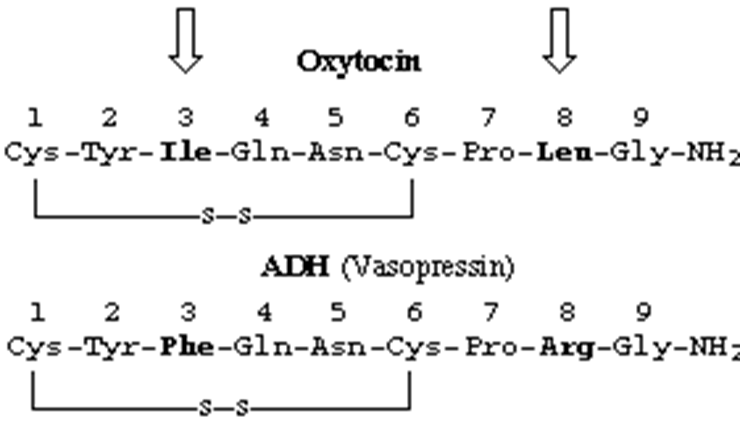 Oxytocin
1 2 3 4 5 6 7 8 9
Cys-Tyr-Ile-Gln-Asn-Cys-Pro-Leu-Gly-NH2
S-S
ADH (Vasopressin)
1 2 3 4 5 6 7 8 9
Cys-Tyr-Phe-Gln-Asn-Cys-Pro-Arg-Gly-NH2
S-S